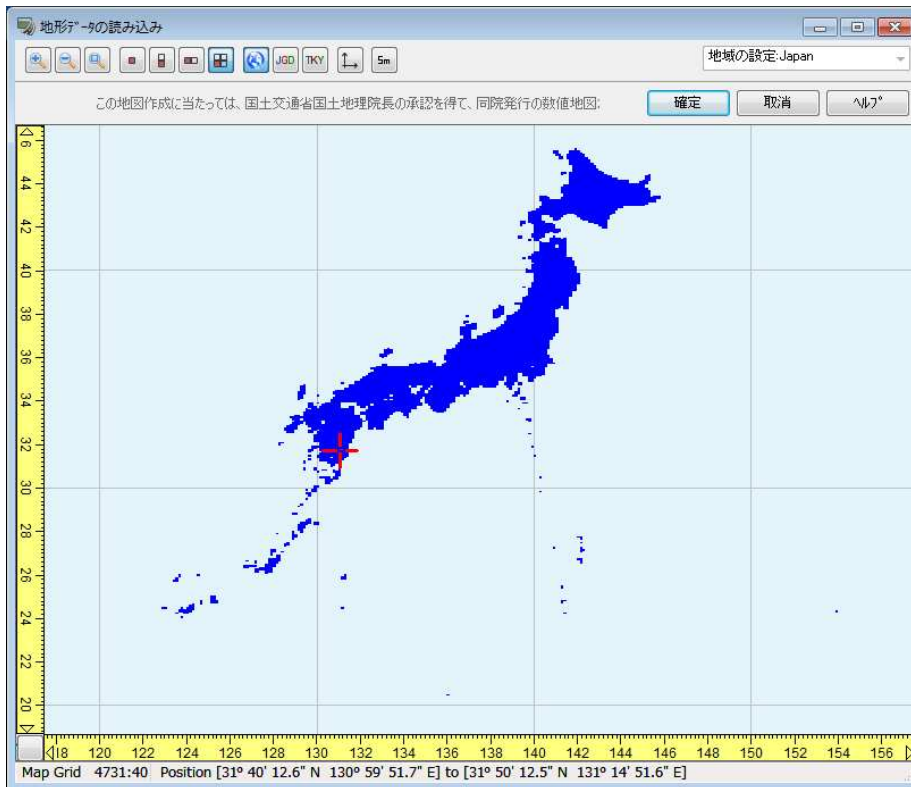 地形ﾃﾞｰﾀの読み込み
JGD TKY 5m
地域の設定:Japan
この地図作成に当たっては、国土交通省国土地理院長の承認を得て、同院発行の数値地図:
確定 取消 ﾍﾙﾌﾟ
6
44
42
40
38
36
34
32
30
28
26
24
22
20
18 120 122 124 126 128 130 132 134 136 138 140 142 144 146 148 150 152 154 156
Map Grid 4731:40 Position [31º 40' 12.6" N 130º 59' 51.7" E] to [31º 50' 12.5" N 131º 14' 51.6" E]